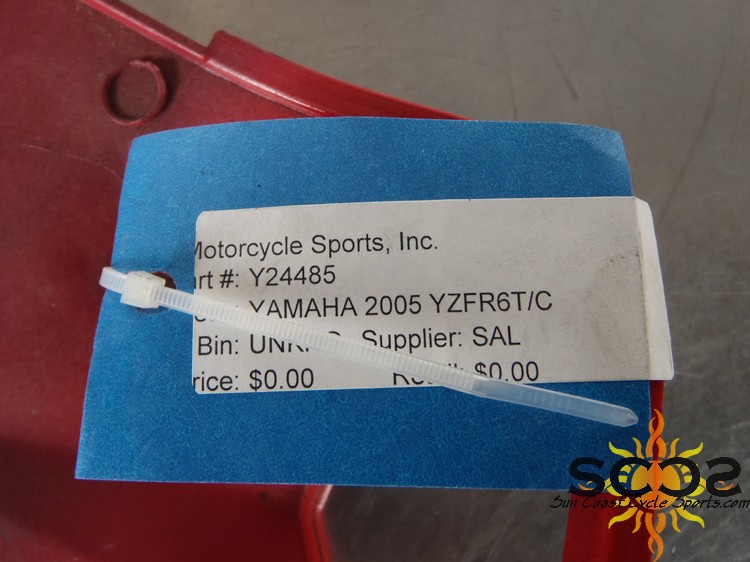 Motorcycle Sports, Inc.
rt #: Y24485
YAMAHA 2005 YZFR6T/C
Bin: Supplier: SAL
rice: $0.00 $0.00
SCCS
Sun Coast Cycle Sports.com